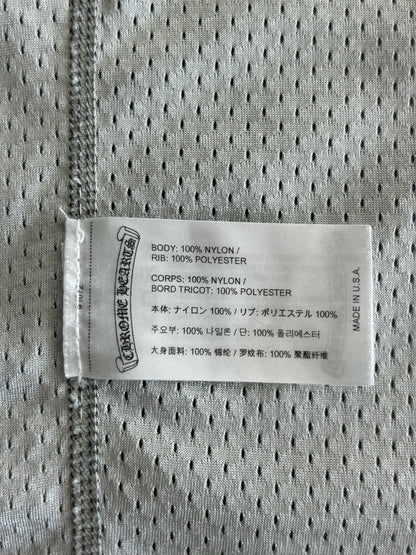 CHROME HEARTS
BODY: 100% NYLON /
RIB: 100% POLYESTER
CORPS: 100% NYLON /
BORD TRICOT: 100% POLYESTER
本体: ナイロン 100% / リブ: ポリエステル 100%
주요부: 100% 나일론 / 단: 100% 폴리에스터
大身面料: 100% 锦纶 / 罗纹布: 100% 聚酯纤维
MADE IN U.S.A.